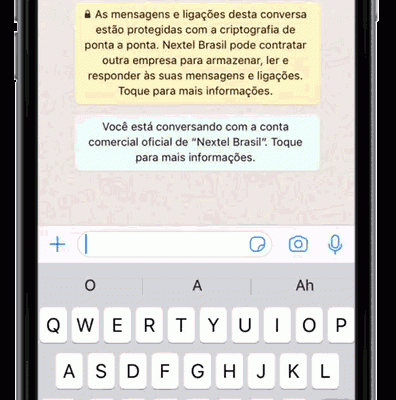 🔒 As mensagens e ligações desta conversa
estão protegidas com a criptografia de
ponta a ponta. Nextel Brasil pode contratar
outra empresa para armazenar, ler e
responder às suas mensagens e ligações.
Toque para mais informações.
Você está conversando com a conta
comercial oficial de “Nextel Brasil”. Toque
para mais informações.
O A Ah
Q W E R T Y U I O P
A S D F G H J K L